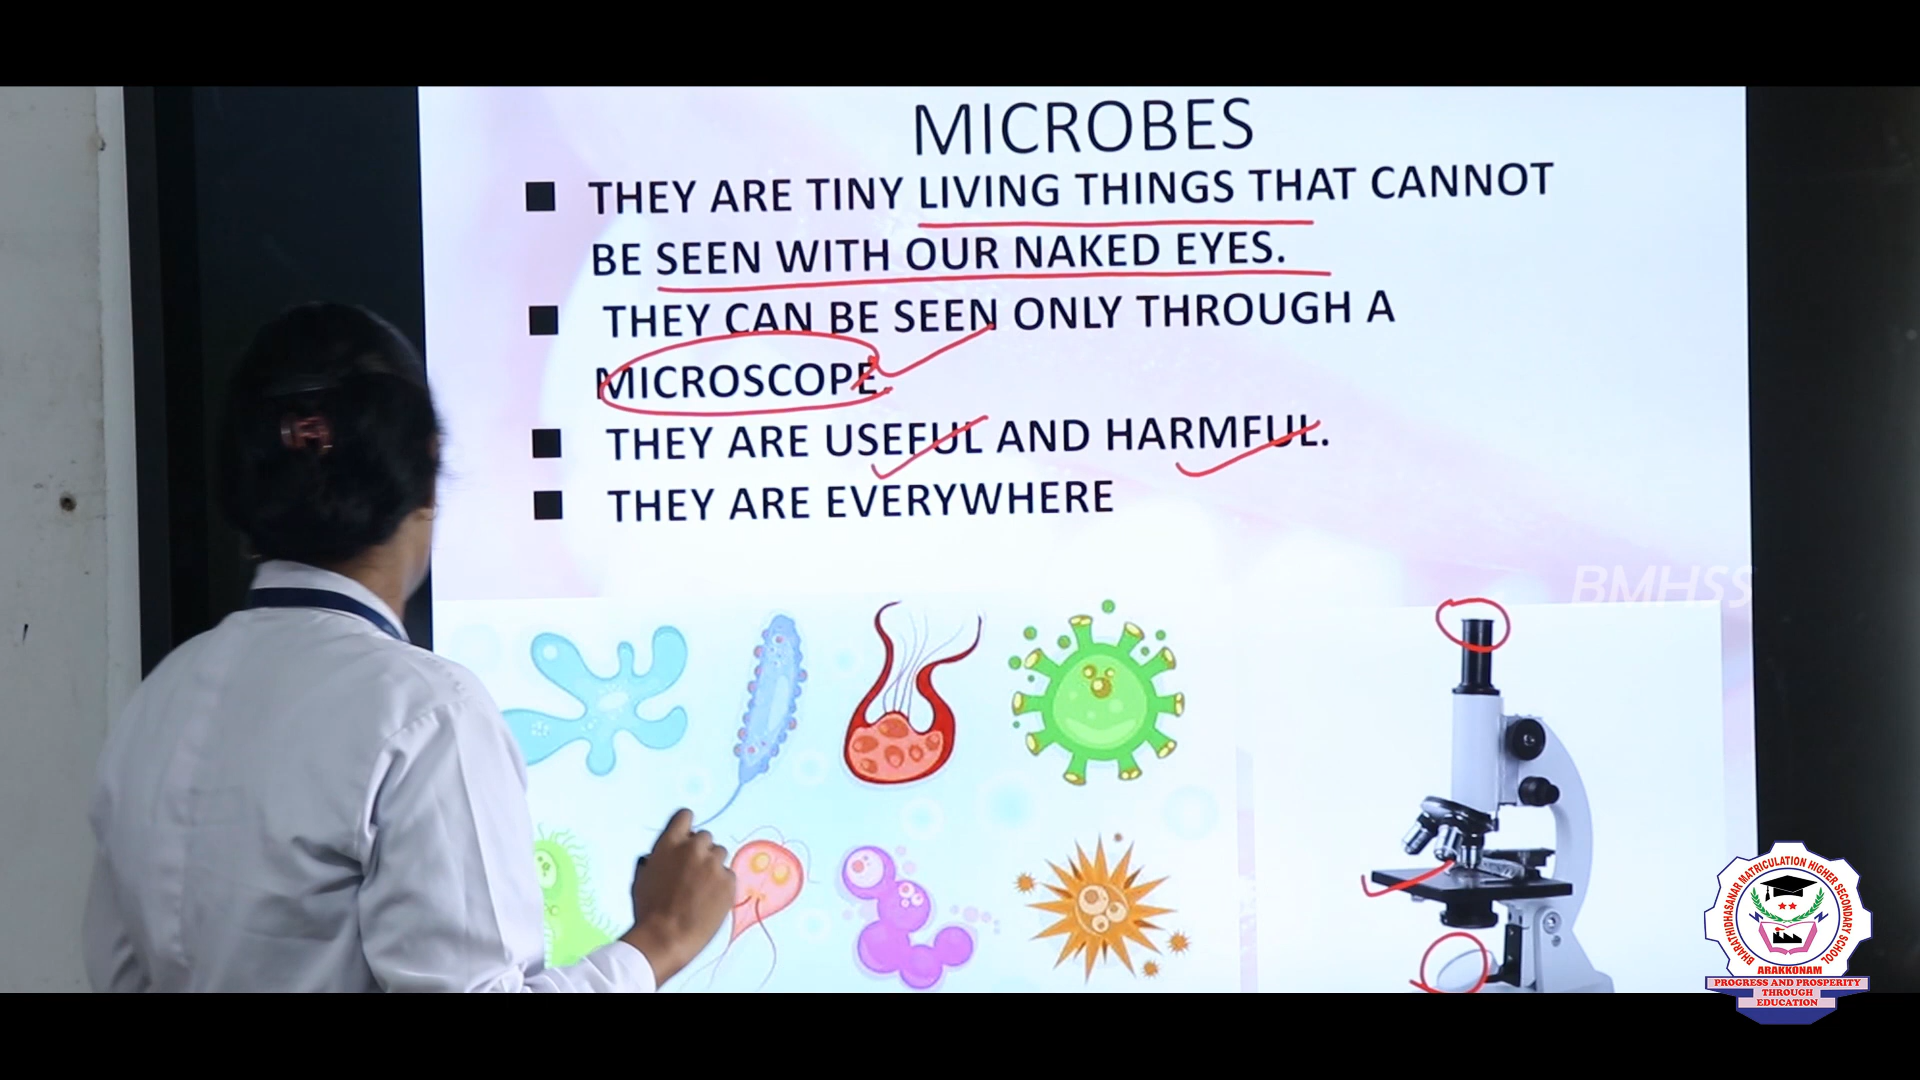 MICROBES
■ THEY ARE TINY LIVING THINGS THAT CANNOT
BE SEEN WITH OUR NAKED EYES.
■ THEY CAN BE SEEN ONLY THROUGH A
MICROSCOPE.
■ THEY ARE USEFUL AND HARMFUL.
■ THEY ARE EVERYWHERE
BMHSS
BHARATHIDHASANAR MATRICULATION HIGHER SECONDARY SCHOOL
ARAKKONAM
PROGRESS AND PROSPERITY
THROUGH
EDUCATION